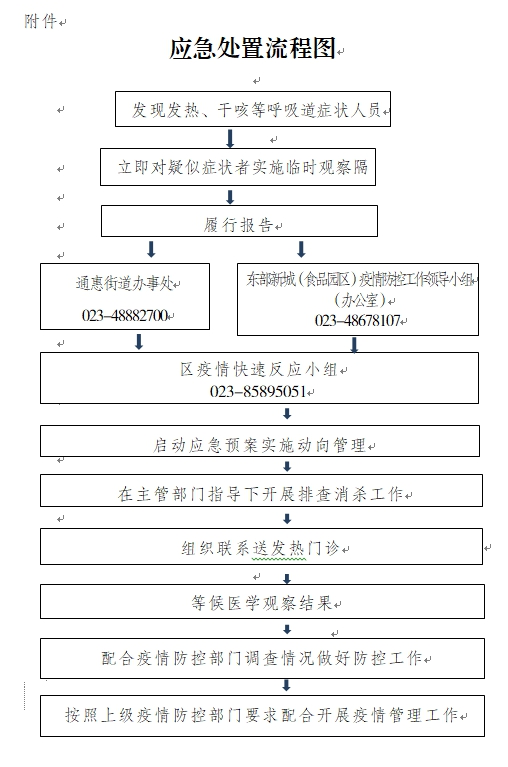 附件
应急处置流程图
发现发热、干咳等呼吸道症状人员
立即对疑似症状者实施临时观察隔
履行报告
通惠街道办事处
023-48882700
东部新城（食品园区）疫情防控工作领导小组
（办公室）
023-48678107
区疫情快速反应小组
023-85895051
启动应急预案实施动向管理
在主管部门指导下开展排查消杀工作
组织联系送发热门诊
等候医学观察结果
配合疫情防控部门调查情况做好防控工作
按照上级疫情防控部门要求配合开展疫情管理工作